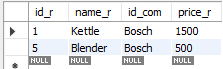 id_r name_r id_com price_r
1 Kettle Bosch 1500
5 Blender Bosch 500
NULL NULL NULL NULL